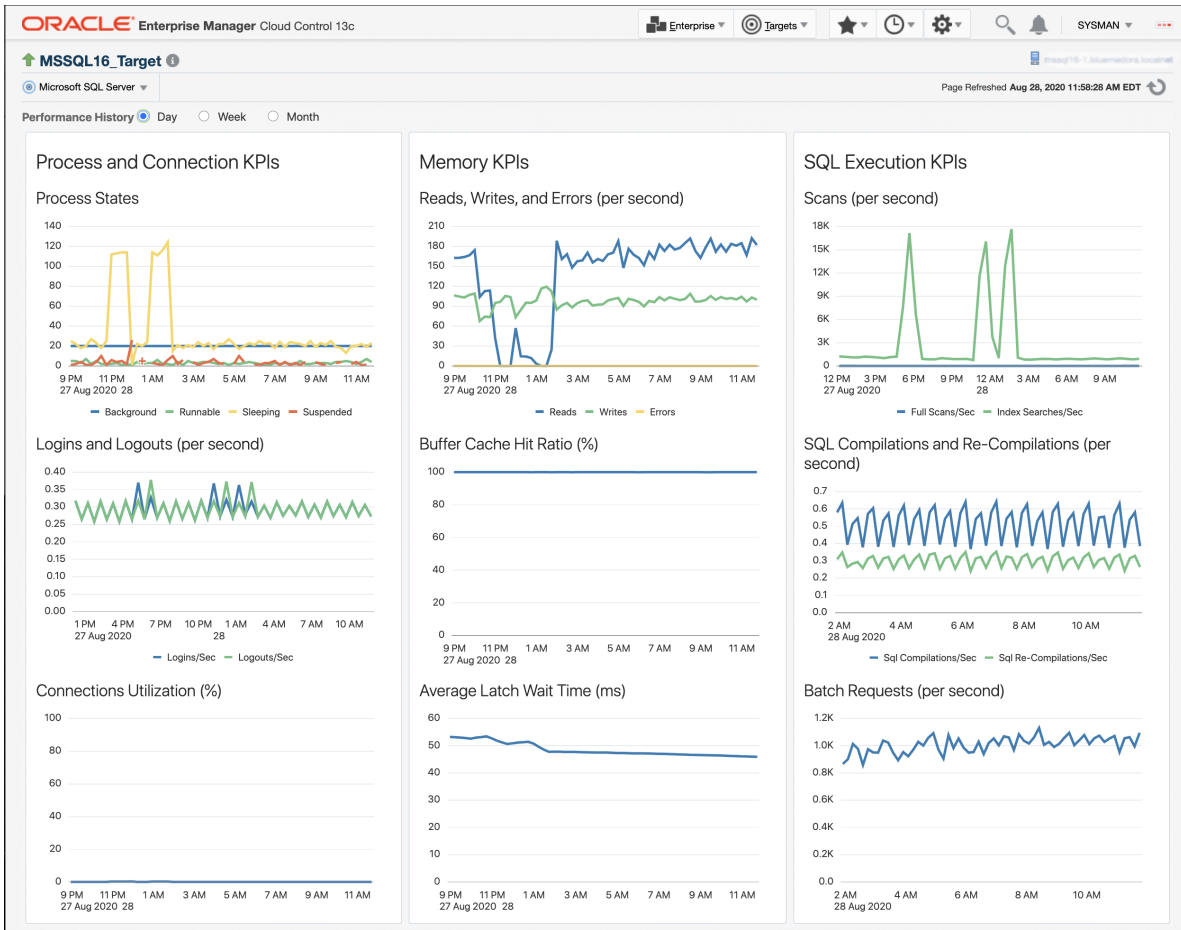 ORACLE Enterprise Manager Cloud Control 13c
Enterprise Targets SYSMAN
MSSQL16_Target
Microsoft SQL Server
Page Refreshed Aug 28, 2020 11:58:28 AM EDT
Performance History Day Week Month
Process and Connection KPIs
Process States
140
120
100
80
60
40
20
0
9 PM 11 PM 1 AM 3 AM 5 AM 7 AM 9 AM 11 AM
27 Aug 2020 28
Background Runnable Sleeping Suspended
Logins and Logouts (per second)
0.40
0.35
0.30
0.25
0.20
0.15
0.10
0.05
0.00
1 PM 4 PM 7 PM 10 PM 1 AM 4 AM 7 AM 10 AM
27 Aug 2020 28
Logins/Sec Logouts/Sec
Connections Utilization (%)
100
80
60
40
20
0
9 PM 11 PM 1 AM 3 AM 5 AM 7 AM 9 AM 11 AM
27 Aug 2020 28
Memory KPIs
Reads, Writes, and Errors (per second)
210
180
150
120
90
60
30
0
9 PM 11 PM 1 AM 3 AM 5 AM 7 AM 9 AM 11 AM
27 Aug 2020 28
Reads Writes Errors
Buffer Cache Hit Ratio (%)
100
80
60
40
20
0
9 PM 11 PM 1 AM 3 AM 5 AM 7 AM 9 AM 11 AM
27 Aug 2020 28
Average Latch Wait Time (ms)
60
50
40
30
20
10
0
9 PM 11 PM 1 AM 3 AM 5 AM 7 AM 9 AM 11 AM
27 Aug 2020 28
SQL Execution KPIs
Scans (per second)
18K
15K
12K
9K
6K
3K
0
12 PM 3 PM 6 PM 9 PM 12 AM 3 AM 6 AM 9 AM
27 Aug 2020 28
Full Scans/Sec Index Searches/Sec
SQL Compilations and Re-Compilations (per
second)
0.7
0.6
0.5
0.4
0.3
0.2
0.1
0.0
2 AM 4 AM 6 AM 8 AM 10 AM
28 Aug 2020
Sql Compilations/Sec Sql Re-Compilations/Sec
Batch Requests (per second)
1.2K
1.0K
0.8K
0.6K
0.4K
0.2K
0.0
2 AM 4 AM 6 AM 8 AM 10 AM
28 Aug 2020